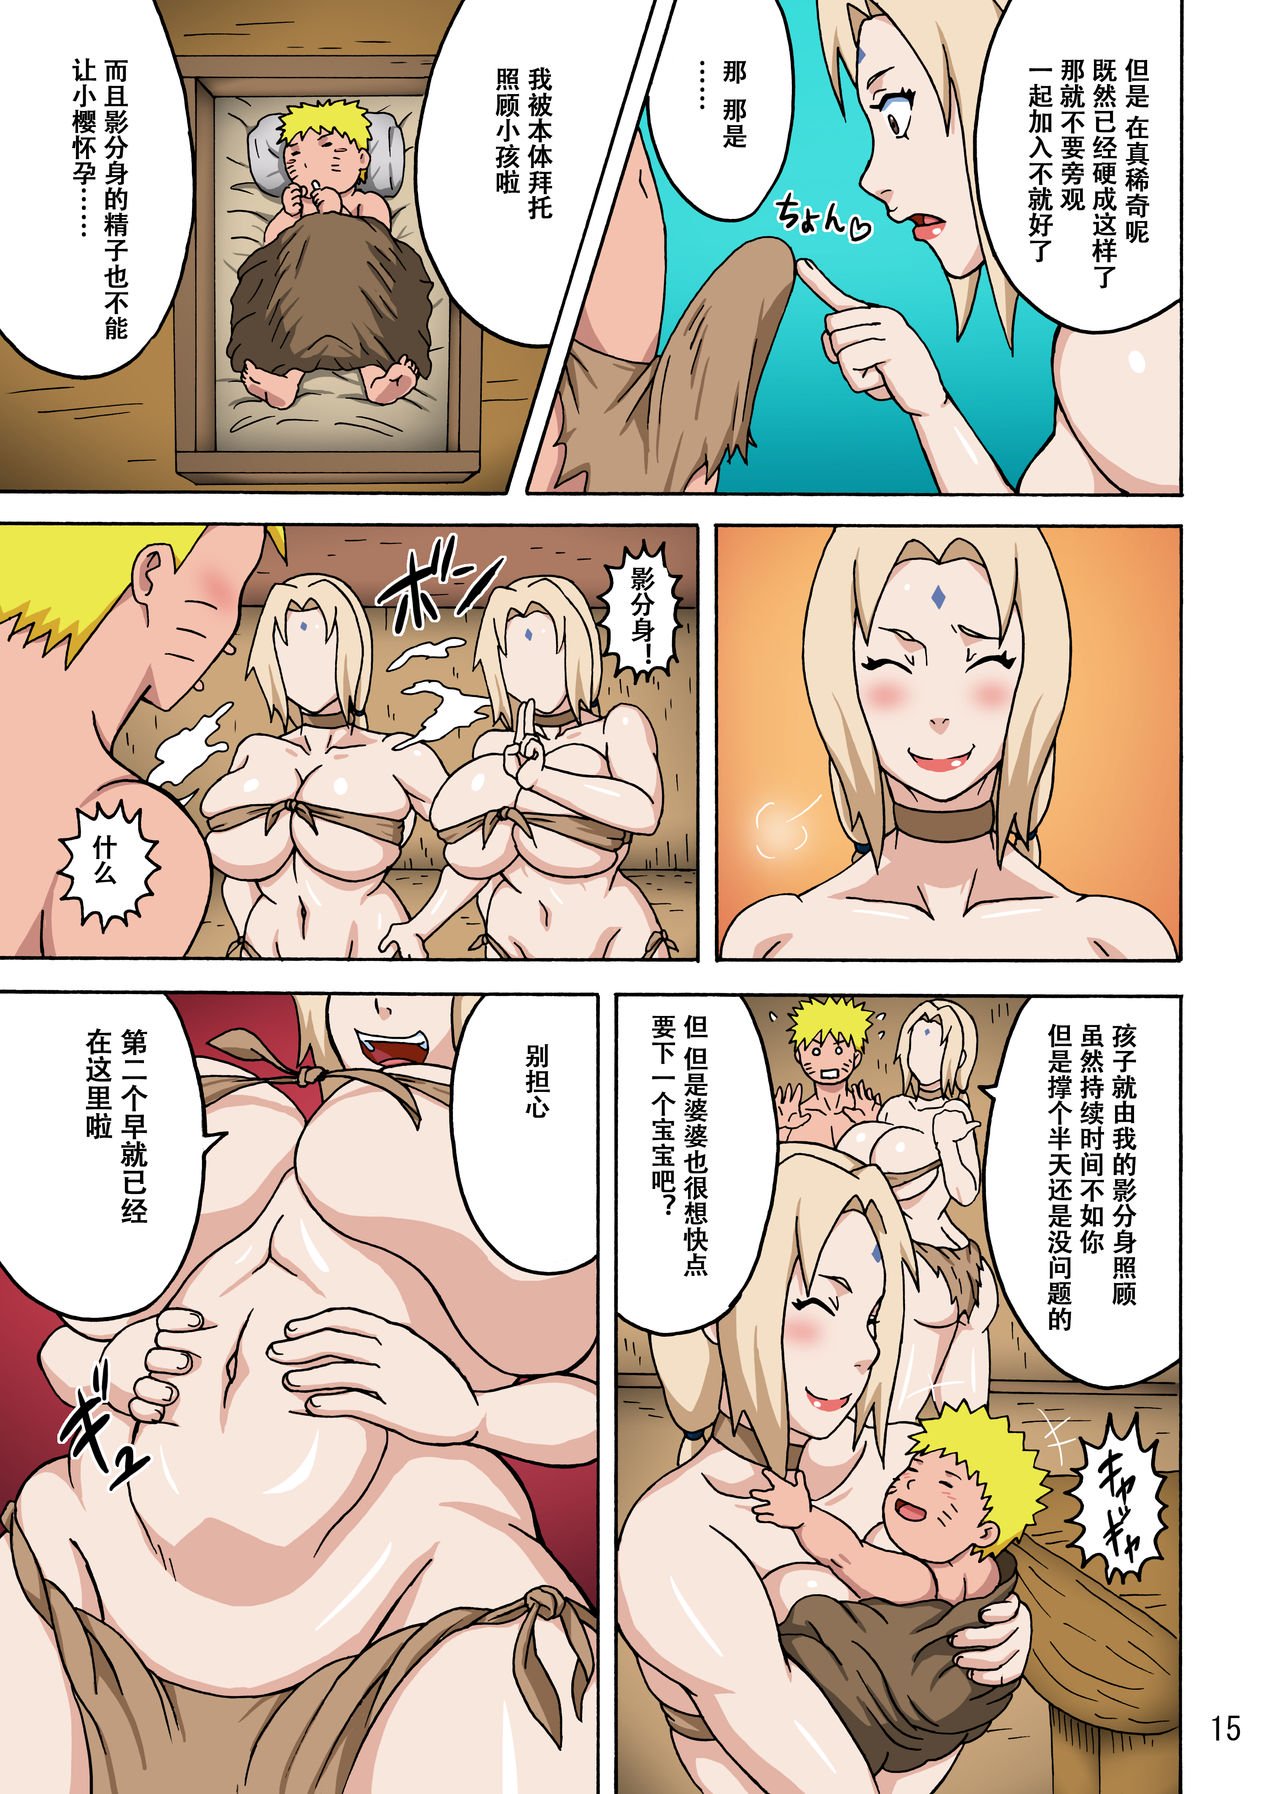 但是 在真稀奇呢
既然已经硬成这样了
那就不要旁观
一起加入不就好了
那 那是
……
ちょん♡
我被本体拜托
照顾小孩啦
而且影分身的精子也不能
让小樱怀孕……
影分身！
ボン
什么
孩子就由我的影分身照顾
虽然持续时间不如你
但是撑个半天还是没问题的
但 但是婆婆也很想快点
要下一个宝宝吧？
キャッ
ギャ
别担心
第二个早就已经
在这里啦
ギュ
15